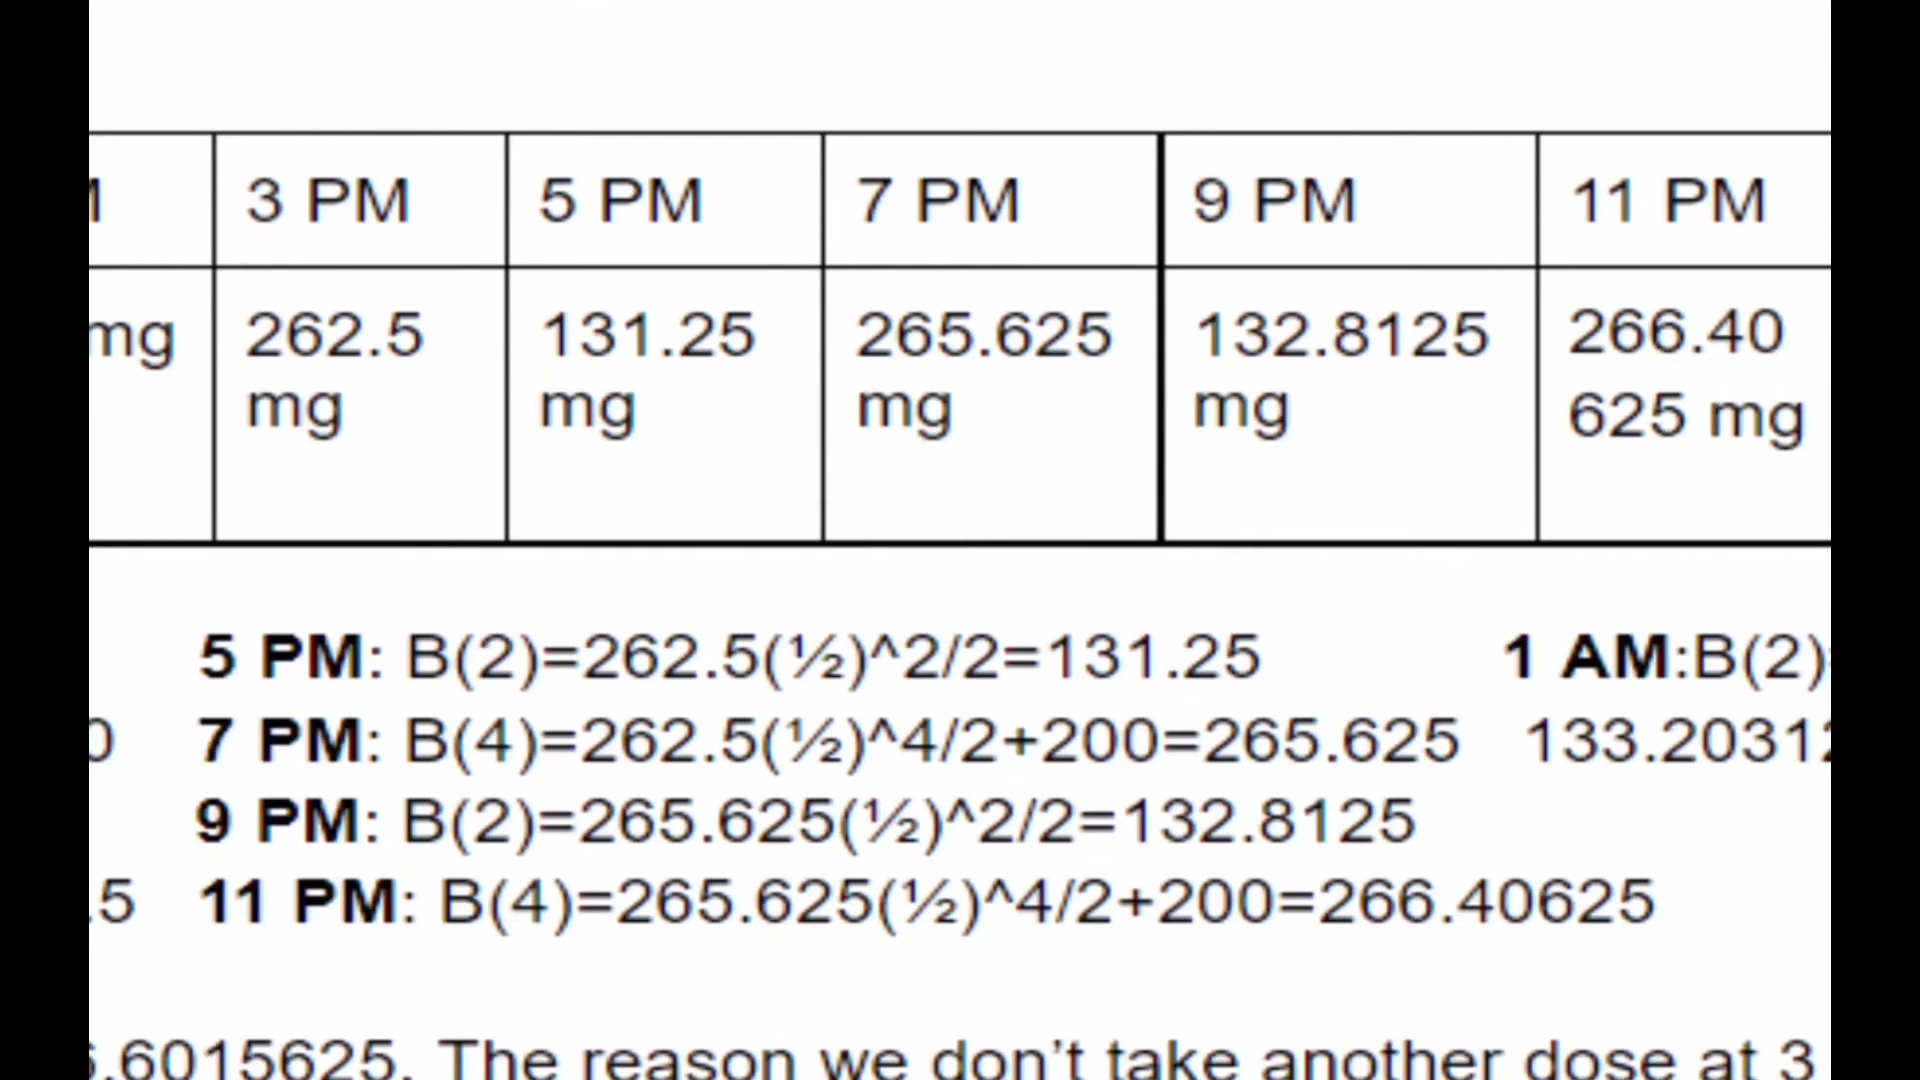 3 PM 5 PM 7 PM 9 PM 11 PM
mg 262.5 131.25 265.625 132.8125 266.40
mg mg mg mg 625 mg
5 PM: B(2)=262.5(½)^2/2=131.25 1 AM:B(2)
0 7 PM: B(4)=262.5(½)^4/2+200=265.625 133.2031
9 PM: B(2)=265.625(½)^2/2=132.8125
.5 11 PM: B(4)=265.625(½)^4/2+200=266.40625
.6015625. The reason we don't take another dose at 3